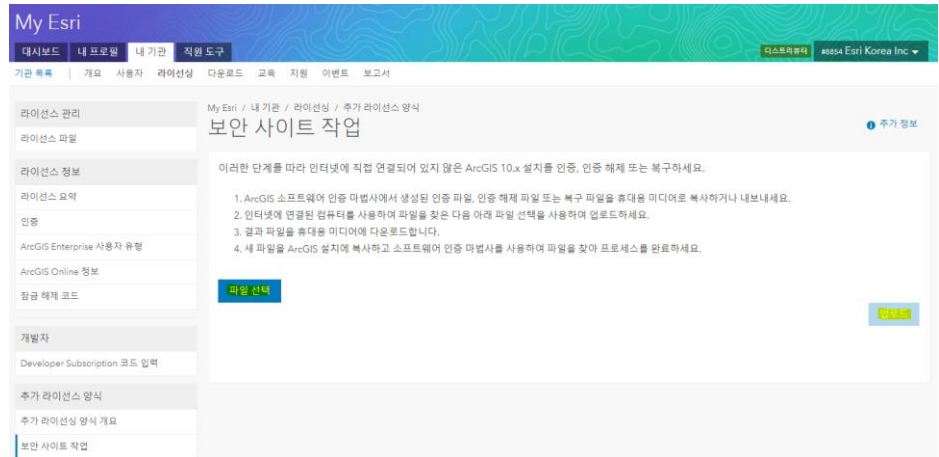 My Esri
대시보드 내 프로필 내 기관 직원 도구
디스트리뷰터 #8854 Esri Korea Inc
기관 목록 | 개요 사용자 라이선싱 다운로드 교육 지원 이벤트 보고서
라이선스 관리
라이선스 파일
라이선스 정보
라이선스 요약
인증
ArcGIS Enterprise 사용자 유형
ArcGIS Online 정보
잠금 해제 코드
개발자
Developer Subscription 코드 입력
추가 라이선스 양식
추가 라이선싱 양식 개요
보안 사이트 작업
My Esri / 내 기관 / 라이선싱 / 추가 라이선스 양식
보안 사이트 작업
추가 정보
이러한 단계를 따라 인터넷에 직접 연결되어 있지 않은 ArcGIS 10.x 설치를 인증, 인증 해제 또는 복구하세요.
1. ArcGIS 소프트웨어 인증 마법사에서 생성된 인증 파일, 인증 해제 파일 또는 복구 파일을 휴대용 미디어로 복사하거나 내보내세요.
2. 인터넷에 연결된 컴퓨터를 사용하여 파일을 찾은 다음 아래 파일 선택을 사용하여 업로드하세요.
3. 결과 파일을 휴대용 미디어에 다운로드합니다.
4. 새 파일을 ArcGIS 설치에 복사하고 소프트웨어 인증 마법사를 사용하여 파일을 찾아 프로세스를 완료하세요.
파일 선택
업로드